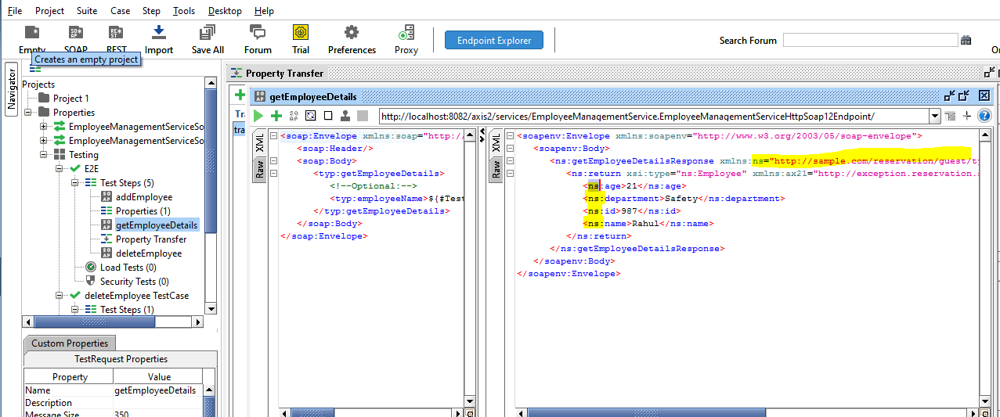 File Project Suite Case Step Tools Desktop Help
Empty SOAP REST Import Save All Forum Trial Preferences Proxy Endpoint Explorer Search Forum
Creates an empty project
Navigator
Projects
Project 1
Properties
EmployeeManagementServiceSo
EmployeeManagementServiceSo
Testing
E2E
Test Steps (5)
addEmployee
Properties (1)
getEmployeeDetails
Property Transfer
deleteEmployee
Load Tests (0)
Security Tests (0)
deleteEmployee TestCase
Test Steps (1)
Custom Properties
TestRequest Properties
Property Value
Name getEmployeeDetails
Description
Message Size 350
Property Transfer
getEmployeeDetails
http://localhost:8082/axis2/services/EmployeeManagementService.EmployeeManagementServiceHttpSoap12Endpoint/
XML
Raw
<soap:Envelope xmlns:soap="http://
<soap:Header/>
<soap:Body>
<typ:getEmployeeDetails>
<!--Optional:-->
<typ:employeeName>${#Test
</typ:getEmployeeDetails>
</soap:Body>
</soap:Envelope>
XML
Raw
<soapenv:Envelope xmlns:soapenv="http://www.w3.org/2003/05/soap-envelope">
<soapenv:Body>
<ns:getEmployeeDetailsResponse xmlns:ns="http://sample.com/reservation/guest/ty
<ns:return xsi:type="ns:Employee" xmlns:ax21="http://exception.reservation.
<ns:age>21</ns:age>
<ns:department>Safety</ns:department>
<ns:id>987</ns:id>
<ns:name>Rahul</ns:name>
</ns:return>
</ns:getEmployeeDetailsResponse>
</soapenv:Body>
</soapenv:Envelope>